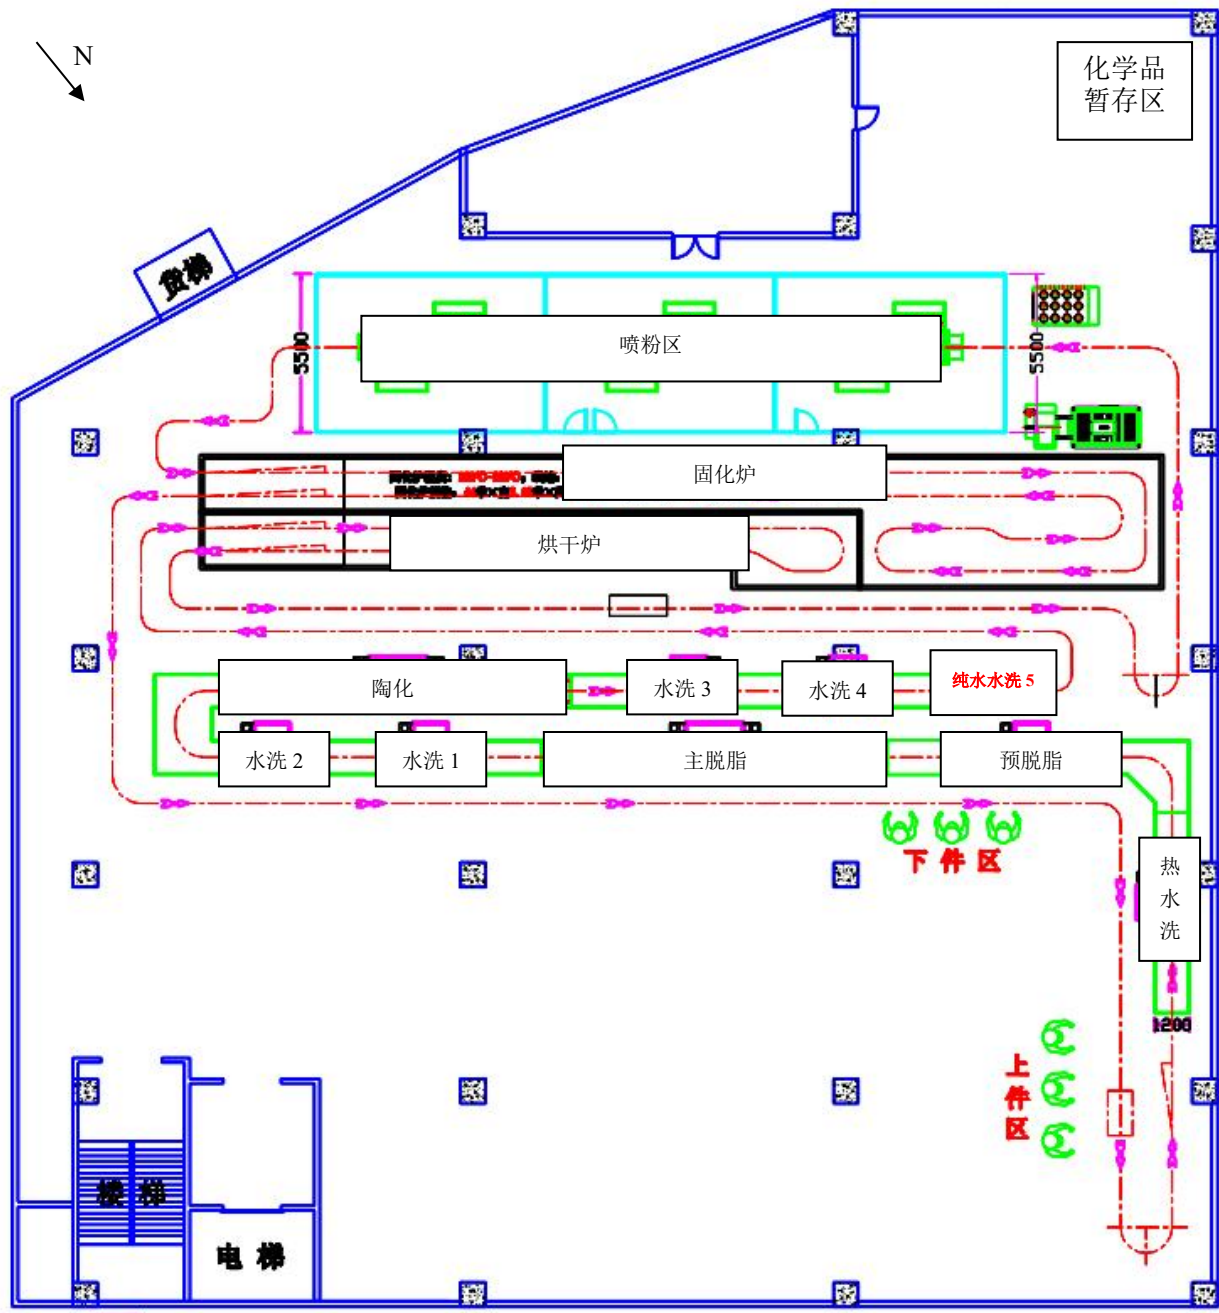 N
化学品
暂存区
货梯
5500
喷粉区
5500
固化炉
烘干炉
陶化
水洗 3
水洗 4
纯水水洗 5
水洗 2
水洗 1
主脱脂
预脱脂
下件区
热
水
洗
1200
上
件
区
楼梯
电梯